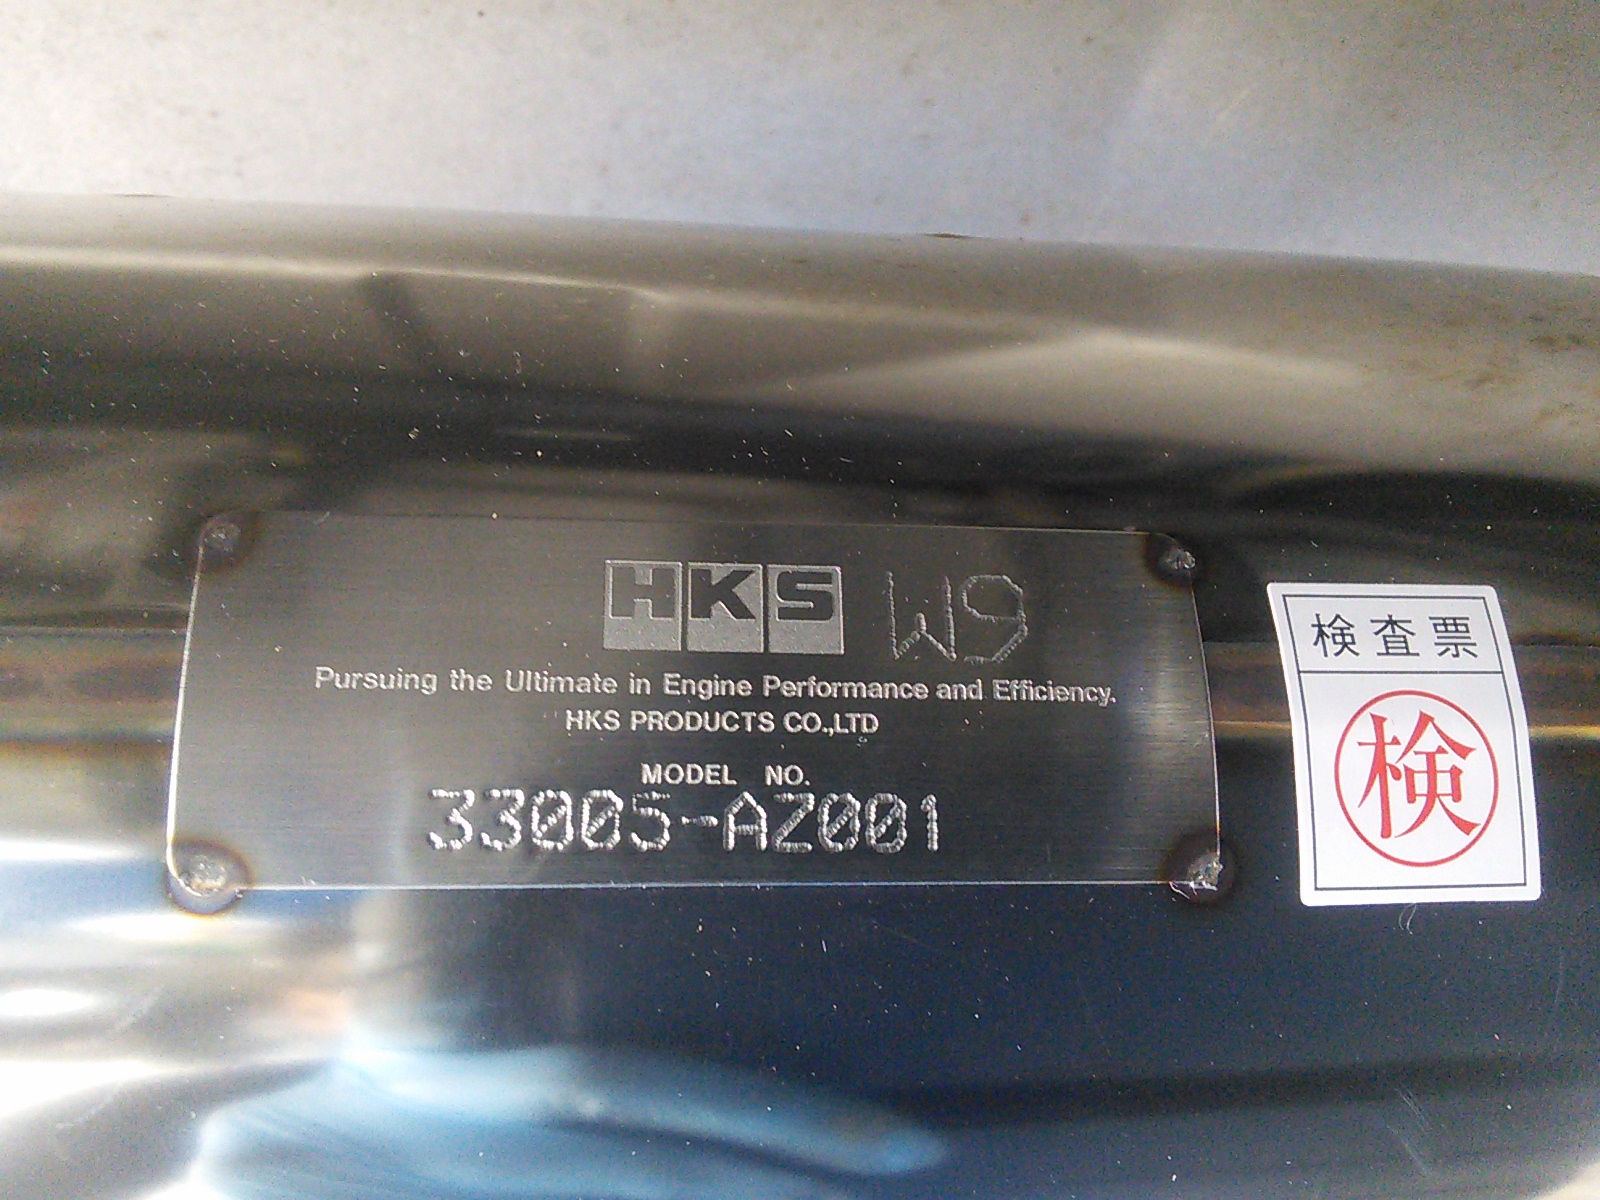 HKS W9
Pursuing the Ultimate in Engine Performance and Efficiency.
HKS PRODUCTS CO.,LTD
MODEL NO.
33005-AZ001
検査票
検